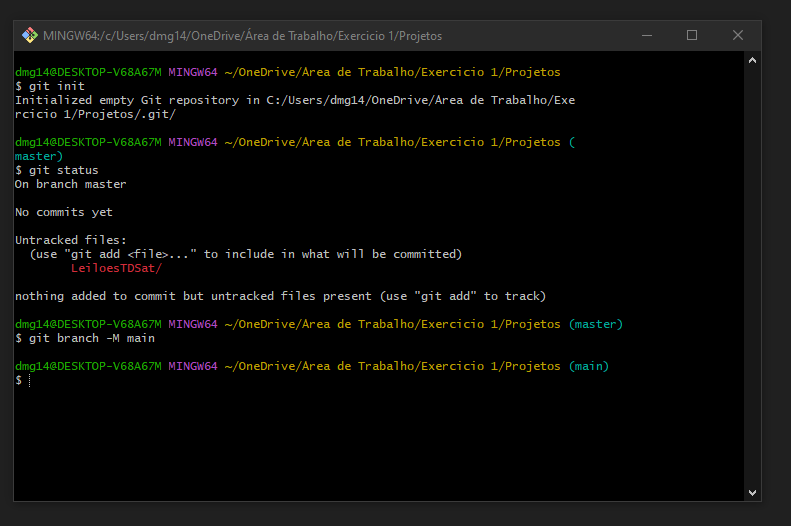 MINGW64:/c/Users/dmg14/OneDrive/Área de Trabalho/Exercicio 1/Projetos
dmg14@DESKTOP-V68A67M MINGW64 ~/OneDrive/Área de Trabalho/Exercicio 1/Projetos
$ git init
Initialized empty Git repository in C:/Users/dmg14/OneDrive/Área de Trabalho/Exe
rcicio 1/Projetos/.git/
dmg14@DESKTOP-V68A67M MINGW64 ~/OneDrive/Área de Trabalho/Exercicio 1/Projetos (
master)
$ git status
On branch master
No commits yet
Untracked files:
(use "git add <file>..." to include in what will be committed)
LeiloesTDSat/
nothing added to commit but untracked files present (use "git add" to track)
dmg14@DESKTOP-V68A67M MINGW64 ~/OneDrive/Área de Trabalho/Exercicio 1/Projetos (master)
$ git branch -M main
dmg14@DESKTOP-V68A67M MINGW64 ~/OneDrive/Área de Trabalho/Exercicio 1/Projetos (main)
$